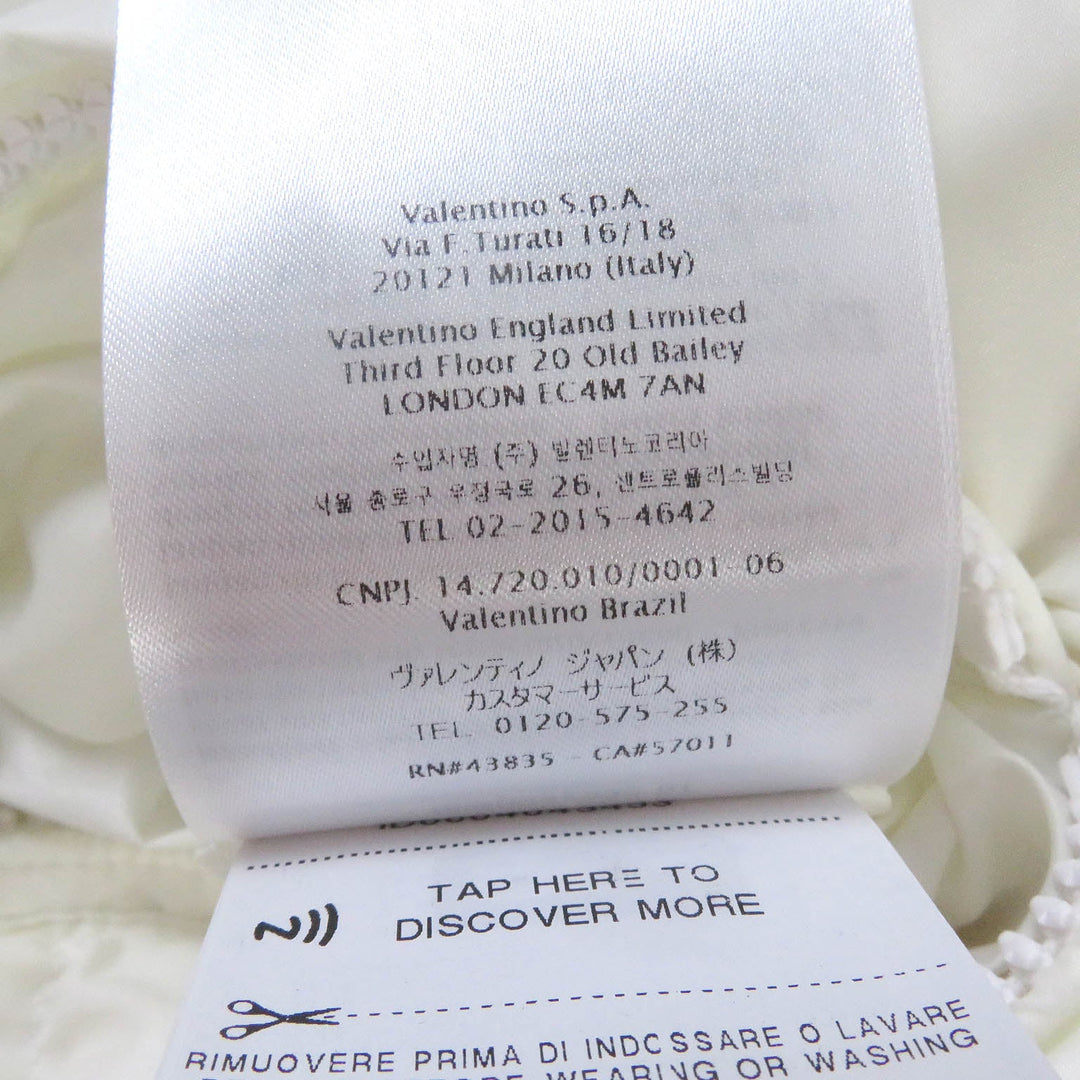 Valentino S.p.A.
Via F. Turati 16/18
20121 Milano (Italy)
Valentino England Limited
Third Floor 20 Old Bailey
LONDON EC4M 7AN
수입자명 (주) 발렌티노코리아
서울 종로구 우정국로 26, 센트로폴리스빌딩
TEL 02-2015-4642
CNPJ. 14.720.010/0001-06
Valentino Brazil
ヴァレンティノ ジャパン (株)
カスタマーサービス
TEL. 0120-575-255
RN#43835 - CA#57011
TAP HERE TO
DISCOVER MORE
RIMUOVERE PRIMA DI INDOSSARE O LAVARE
WEARING OR WASHING